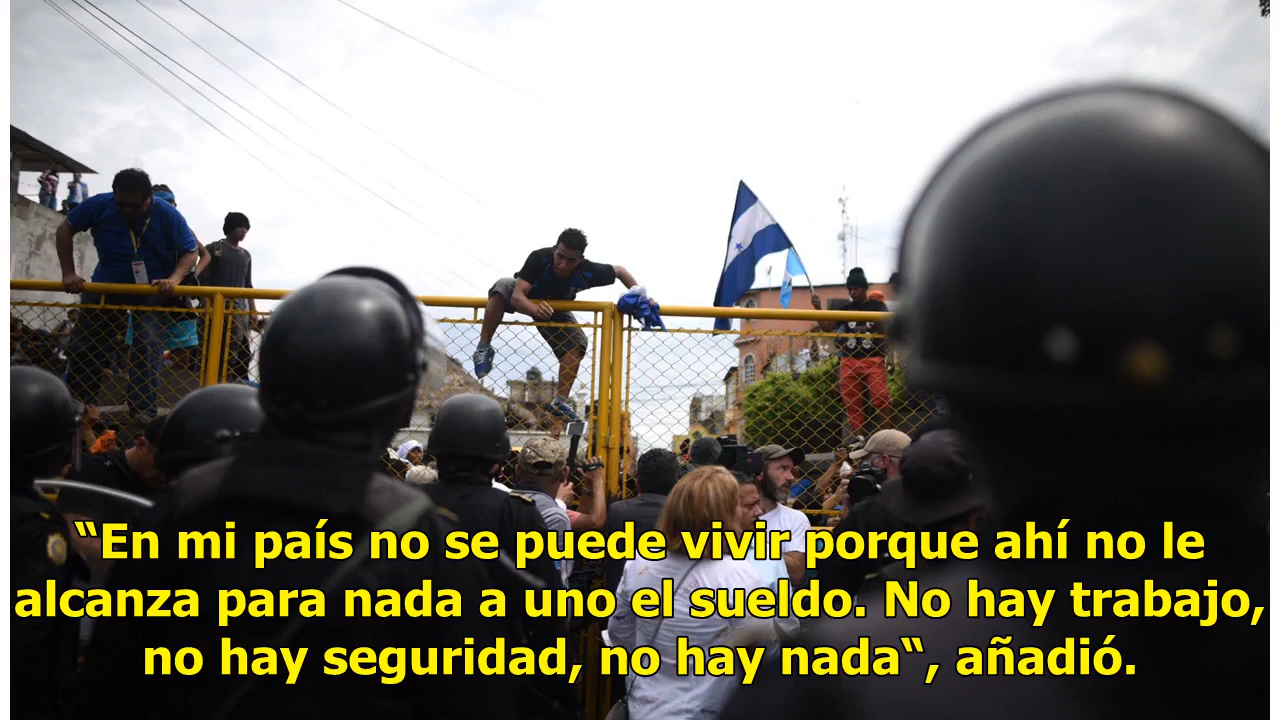 “En mi país no se puede vivir porque ahí no le
alcanza para nada a uno el sueldo. No hay trabajo,
no hay seguridad, no hay nada“, añadió.